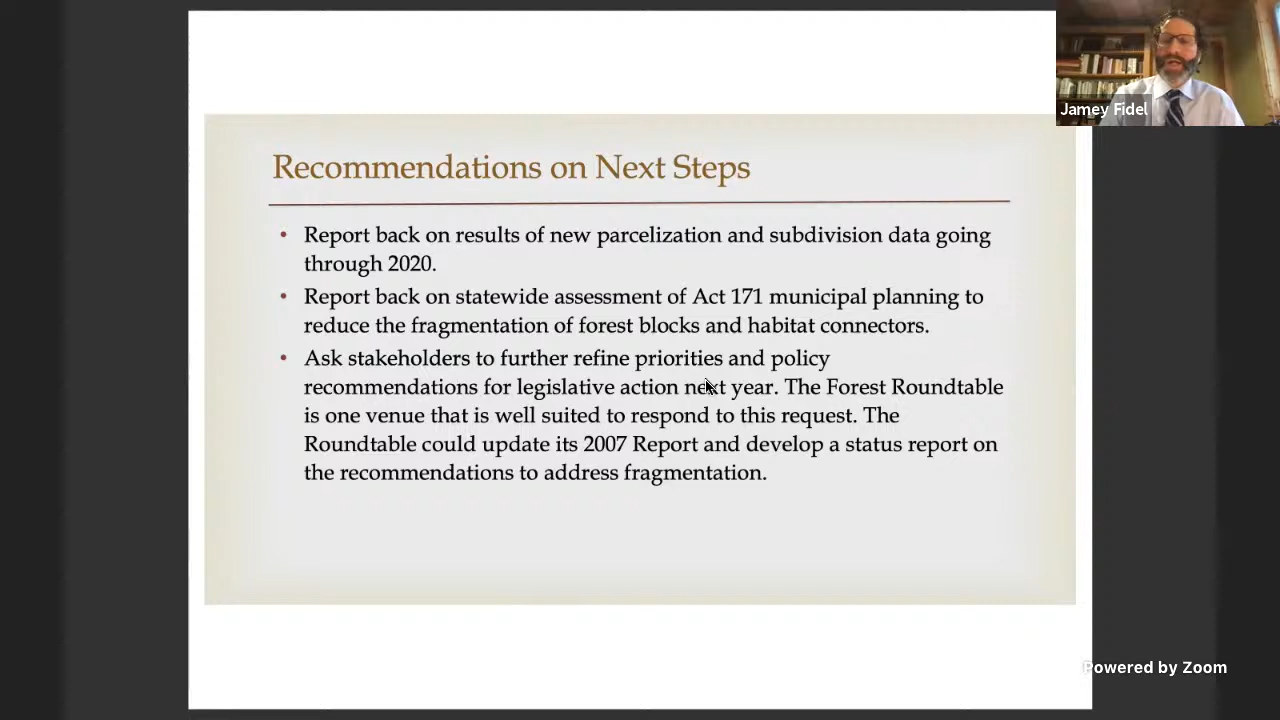 Jamey Fidel
Recommendations on Next Steps
• Report back on results of new parcelization and subdivision data going
through 2020.
• Report back on statewide assessment of Act 171 municipal planning to
reduce the fragmentation of forest blocks and habitat connectors.
• Ask stakeholders to further refine priorities and policy
recommendations for legislative action next year. The Forest Roundtable
is one venue that is well suited to respond to this request. The
Roundtable could update its 2007 Report and develop a status report on
the recommendations to address fragmentation.
Powered by Zoom